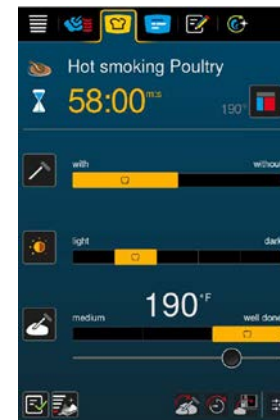 Hot smoking Poultry
58:00 m:s
190°
with without
light dark
190°F
medium well done